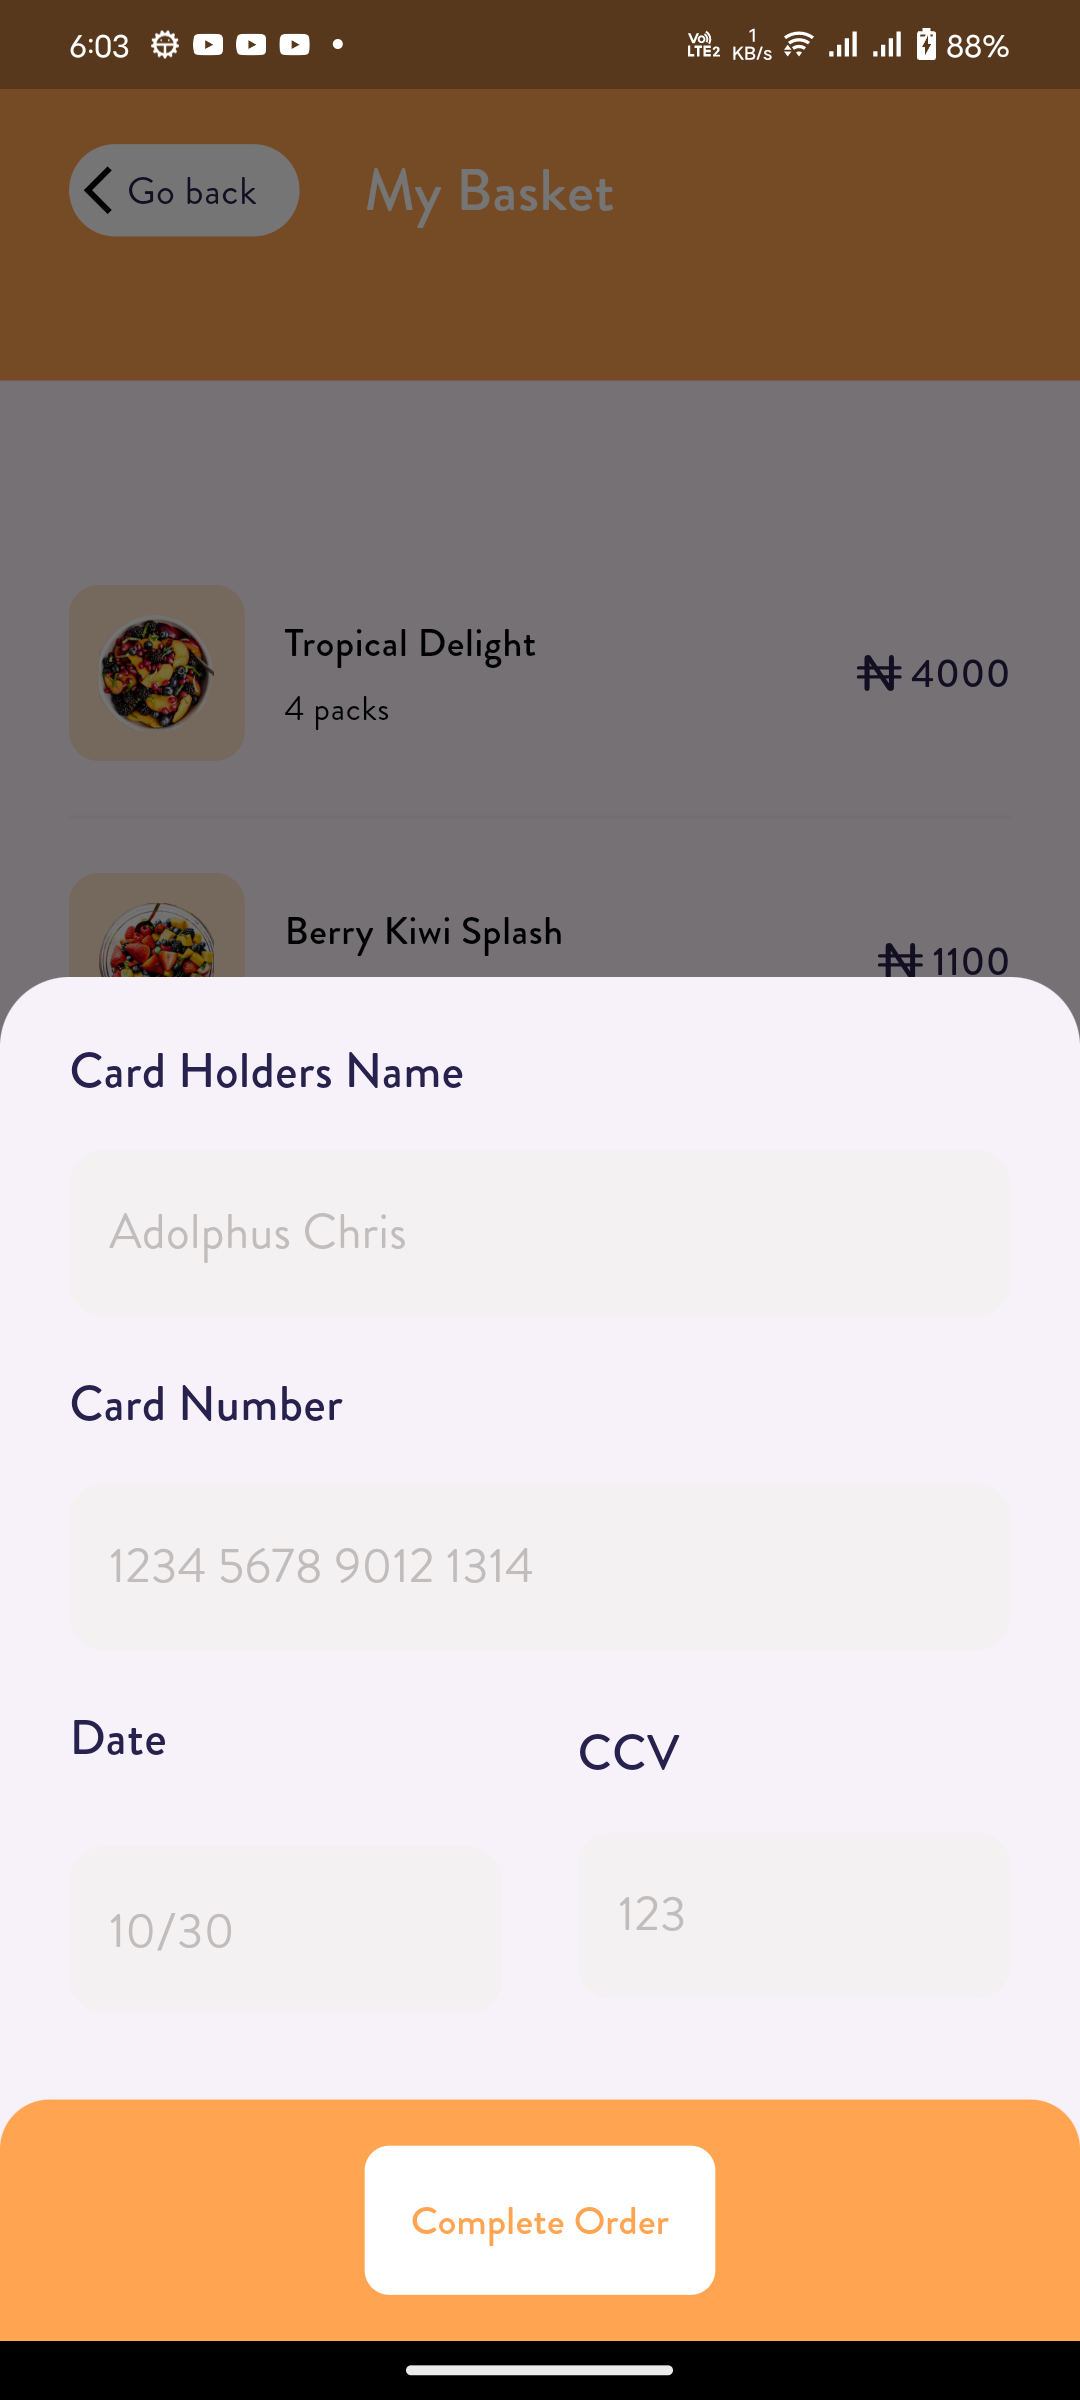 6:03
Vo))
LTE2
1
KB/s
88%
Go back
My Basket
Tropical Delight
4 packs
₦ 4000
Berry Kiwi Splash
₦ 1100
Card Holders Name
Adolphus Chris
Card Number
1234 5678 9012 1314
Date
CCV
10/30
123
Complete Order